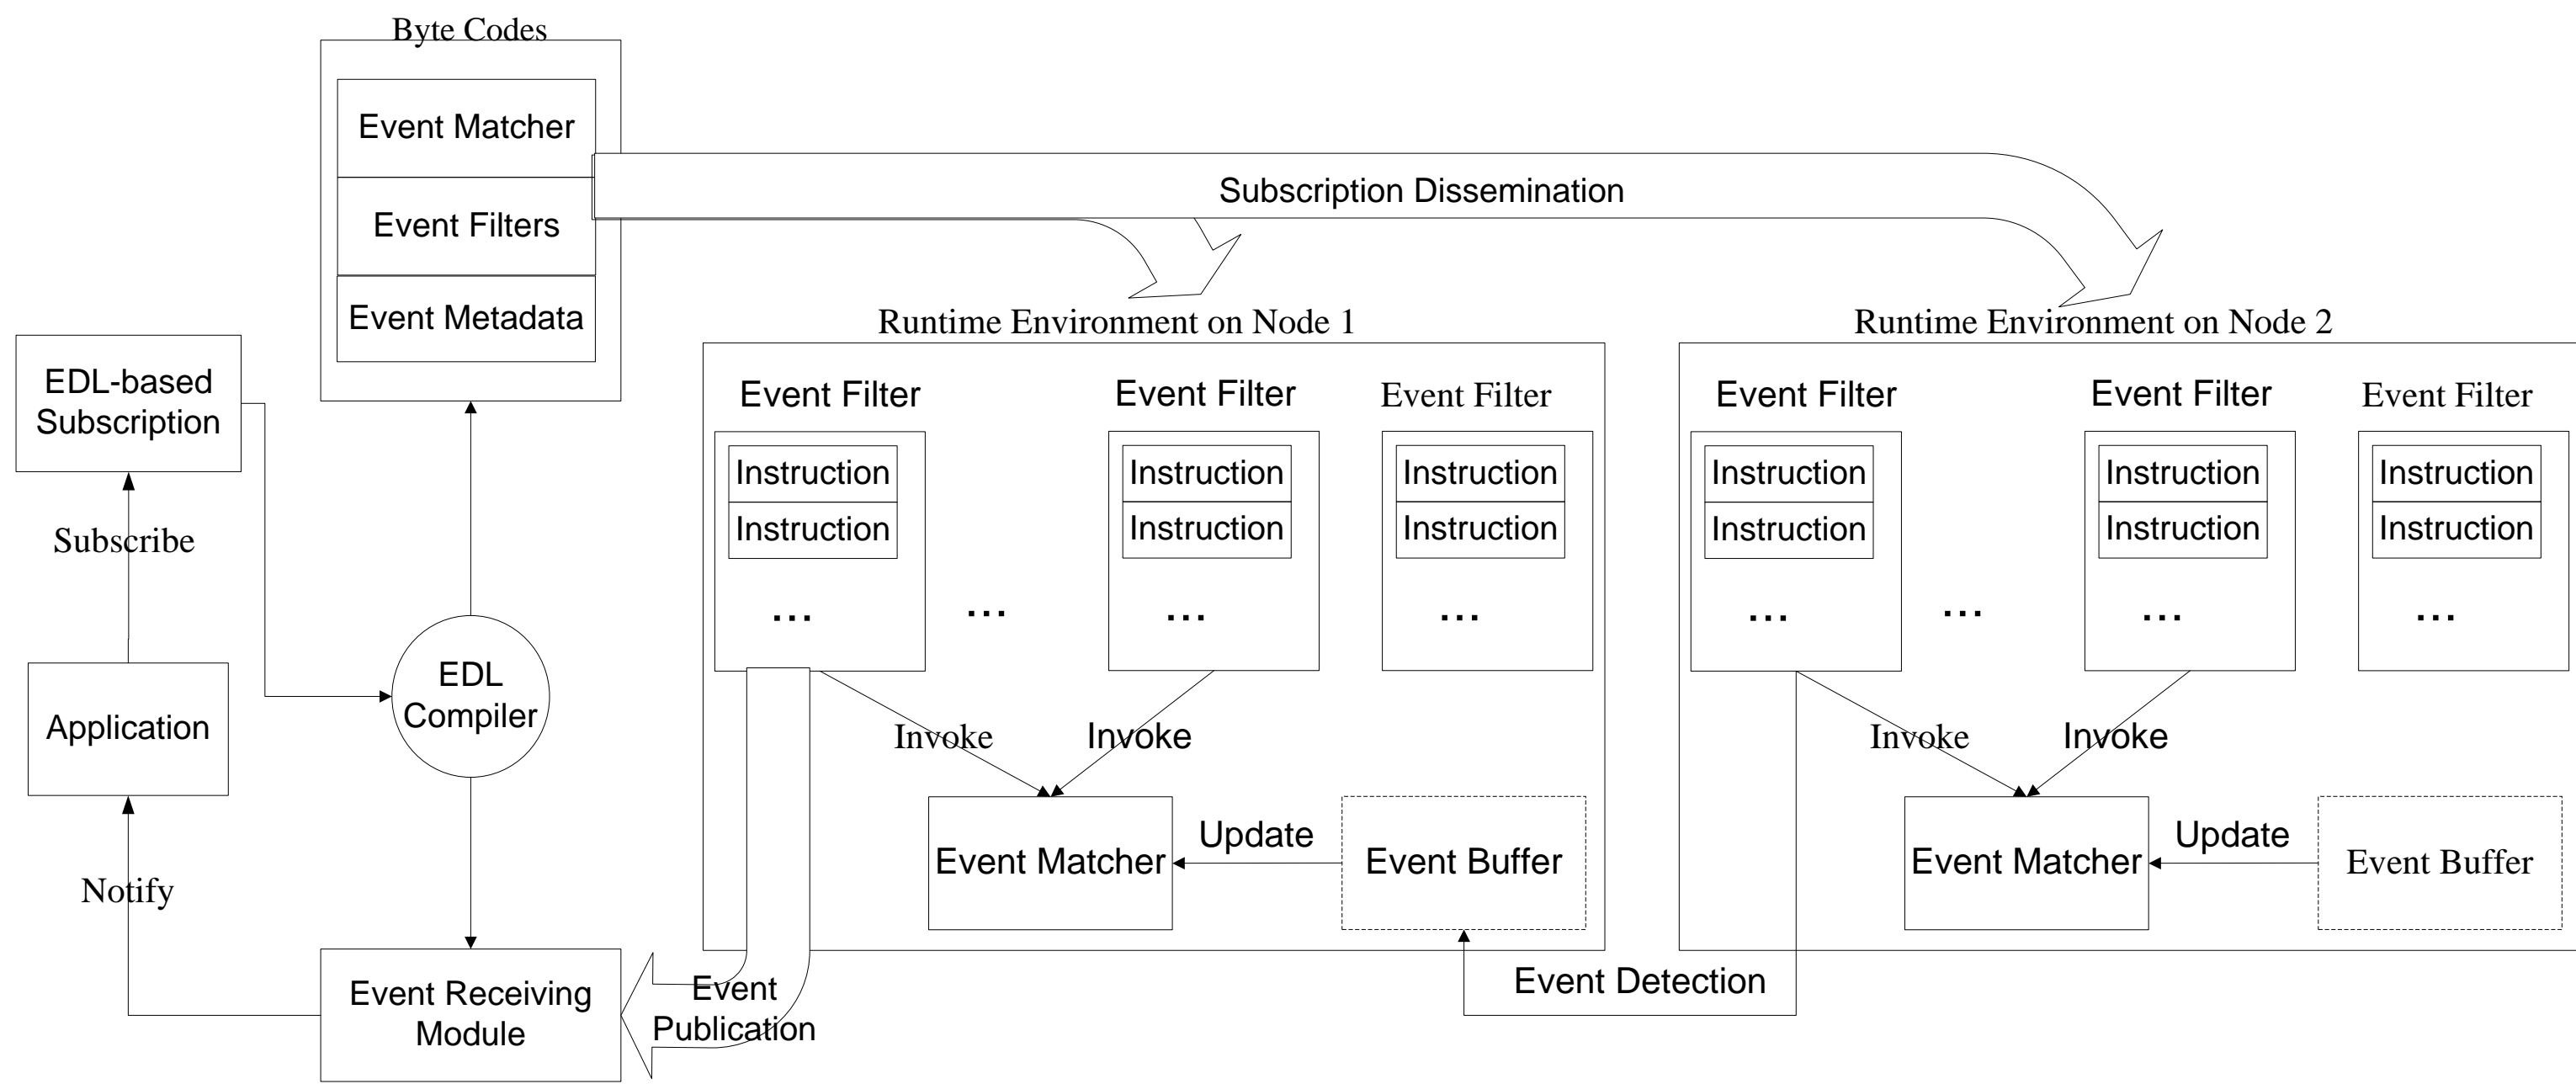 Byte Codes
Event Matcher
Event Filters
Event Metadata
Subscription Dissemination
EDL-based
Subscription
Subscribe
Application
Notify
EDL
Compiler
Event Receiving
Module
Event
Publication
Runtime Environment on Node 1
Event Filter
Instruction
Instruction
...
...
Event Filter
Instruction
Instruction
...
Event Filter
Instruction
Instruction
...
Invoke
Invoke
Event Matcher
Update
Event Buffer
Event Detection
Runtime Environment on Node 2
Event Filter
Instruction
Instruction
...
...
Event Filter
Instruction
Instruction
...
Event Filter
Instruction
Instruction
...
Invoke
Invoke
Event Matcher
Update
Event Buffer